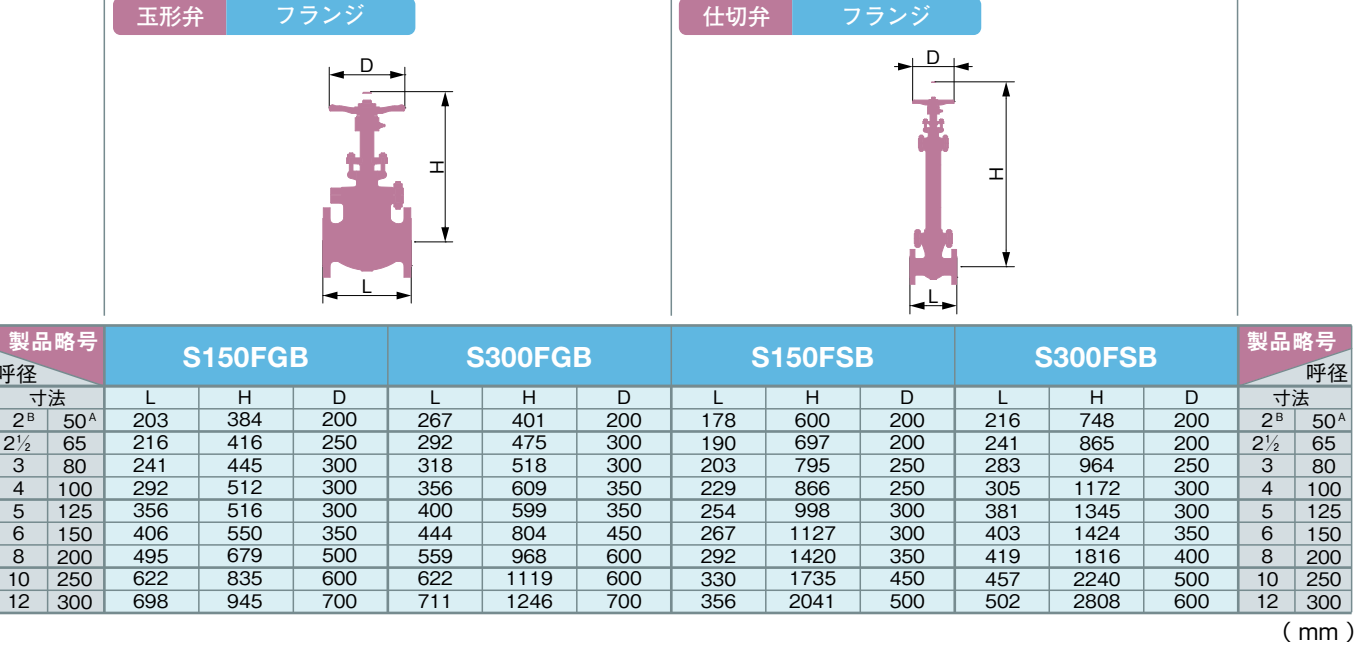 玉形弁 フランジ 仕切弁 フランジ
D D
H H
L L
製品略号 S150FGB S300FGB S150FSB S300FSB 製品略号
呼径 呼径
寸法 L H D L H D L H D L H D 寸法
2B 50A 203 384 200 267 401 200 178 600 200 216 748 200 2B 50A
2½ 65 216 416 250 292 475 300 190 697 200 241 865 200 2½ 65
3 80 241 445 300 318 518 300 203 795 250 283 964 250 3 80
4 100 292 512 300 356 609 350 229 866 250 305 1172 300 4 100
5 125 356 516 300 400 599 350 254 998 300 381 1345 300 5 125
6 150 406 550 350 444 804 450 267 1127 300 403 1424 350 6 150
8 200 495 679 500 559 968 600 292 1420 350 419 1816 400 8 200
10 250 622 835 600 622 1119 600 330 1735 450 457 2240 500 10 250
12 300 698 945 700 711 1246 700 356 2041 500 502 2808 600 12 300
（mm）